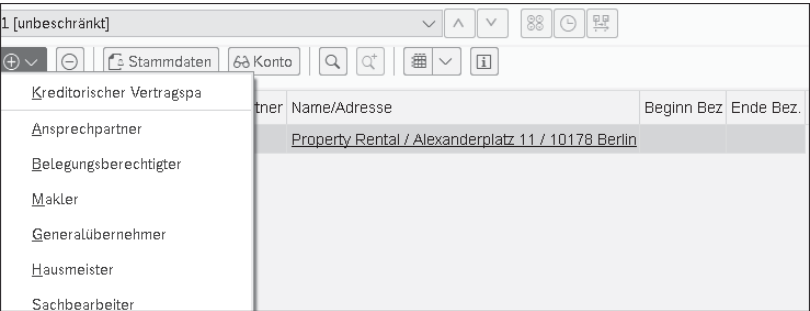 1 [unbeschränkt]
Stammdaten Konto
Kreditorischer Vertragspa
tner Name/Adresse Beginn Bez Ende Bez.
Ansprechpartner
Property Rental / Alexanderplatz 11 / 10178 Berlin
Belegungsberechtigter
Makler
Generalübernehmer
Hausmeister
Sachbearbeiter